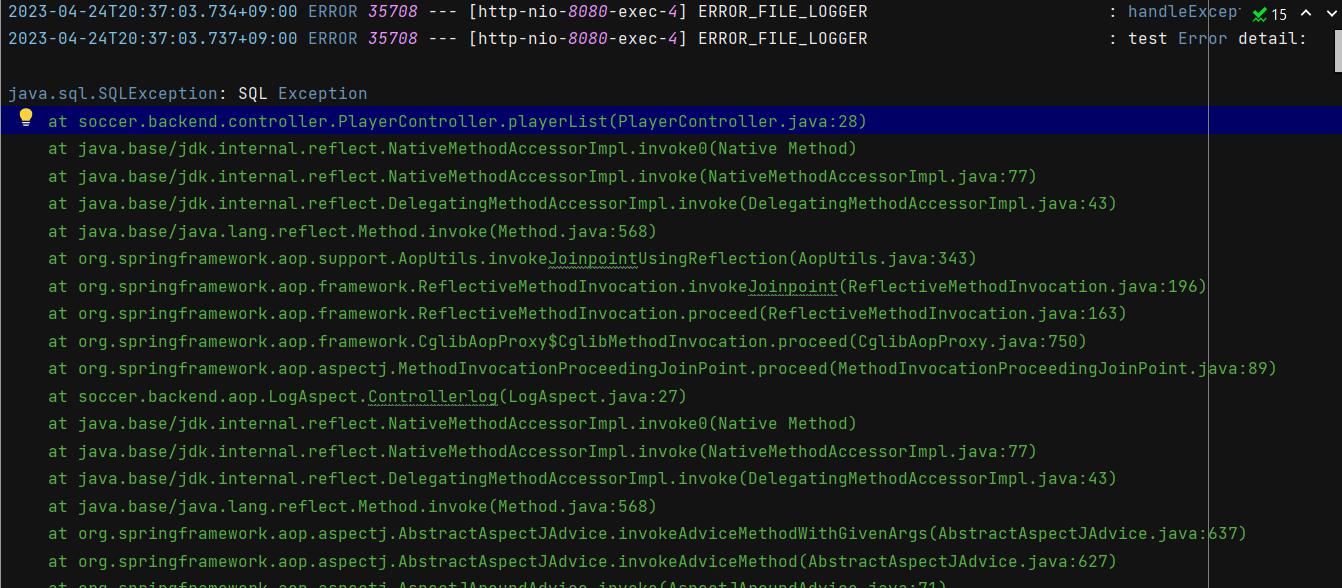 2023-04-24T20:37:03.734+09:00 ERROR 35708 --- [http-nio-8080-exec-4] ERROR_FILE_LOGGER : handleExcep 15
2023-04-24T20:37:03.737+09:00 ERROR 35708 --- [http-nio-8080-exec-4] ERROR_FILE_LOGGER : test Error detail:
java.sql.SQLException: SQL Exception
at soccer.backend.controller.PlayerController.playerList(PlayerController.java:28)
at java.base/jdk.internal.reflect.NativeMethodAccessorImpl.invoke0(Native Method)
at java.base/jdk.internal.reflect.NativeMethodAccessorImpl.invoke(NativeMethodAccessorImpl.java:77)
at java.base/jdk.internal.reflect.DelegatingMethodAccessorImpl.invoke(DelegatingMethodAccessorImpl.java:43)
at java.base/java.lang.reflect.Method.invoke(Method.java:568)
at org.springframework.aop.support.AopUtils.invokeJoinpointUsingReflection(AopUtils.java:343)
at org.springframework.aop.framework.ReflectiveMethodInvocation.invokeJoinpoint(ReflectiveMethodInvocation.java:196)
at org.springframework.aop.framework.ReflectiveMethodInvocation.proceed(ReflectiveMethodInvocation.java:163)
at org.springframework.aop.framework.CglibAopProxy$CglibMethodInvocation.proceed(CglibAopProxy.java:750)
at org.springframework.aop.aspectj.MethodInvocationProceedingJoinPoint.proceed(MethodInvocationProceedingJoinPoint.java:89)
at soccer.backend.aop.LogAspect.Controllerlog(LogAspect.java:27)
at java.base/jdk.internal.reflect.NativeMethodAccessorImpl.invoke0(Native Method)
at java.base/jdk.internal.reflect.NativeMethodAccessorImpl.invoke(NativeMethodAccessorImpl.java:77)
at java.base/jdk.internal.reflect.DelegatingMethodAccessorImpl.invoke(DelegatingMethodAccessorImpl.java:43)
at java.base/java.lang.reflect.Method.invoke(Method.java:568)
at org.springframework.aop.aspectj.AbstractAspectJAdvice.invokeAdviceMethodWithGivenArgs(AbstractAspectJAdvice.java:637)
at org.springframework.aop.aspectj.AbstractAspectJAdvice.invokeAdviceMethod(AbstractAspectJAdvice.java:627)
at org.springframework.aop.aspectj.AspectJAroundAdvice.invoke(AspectJAroundAdvice.java:71)